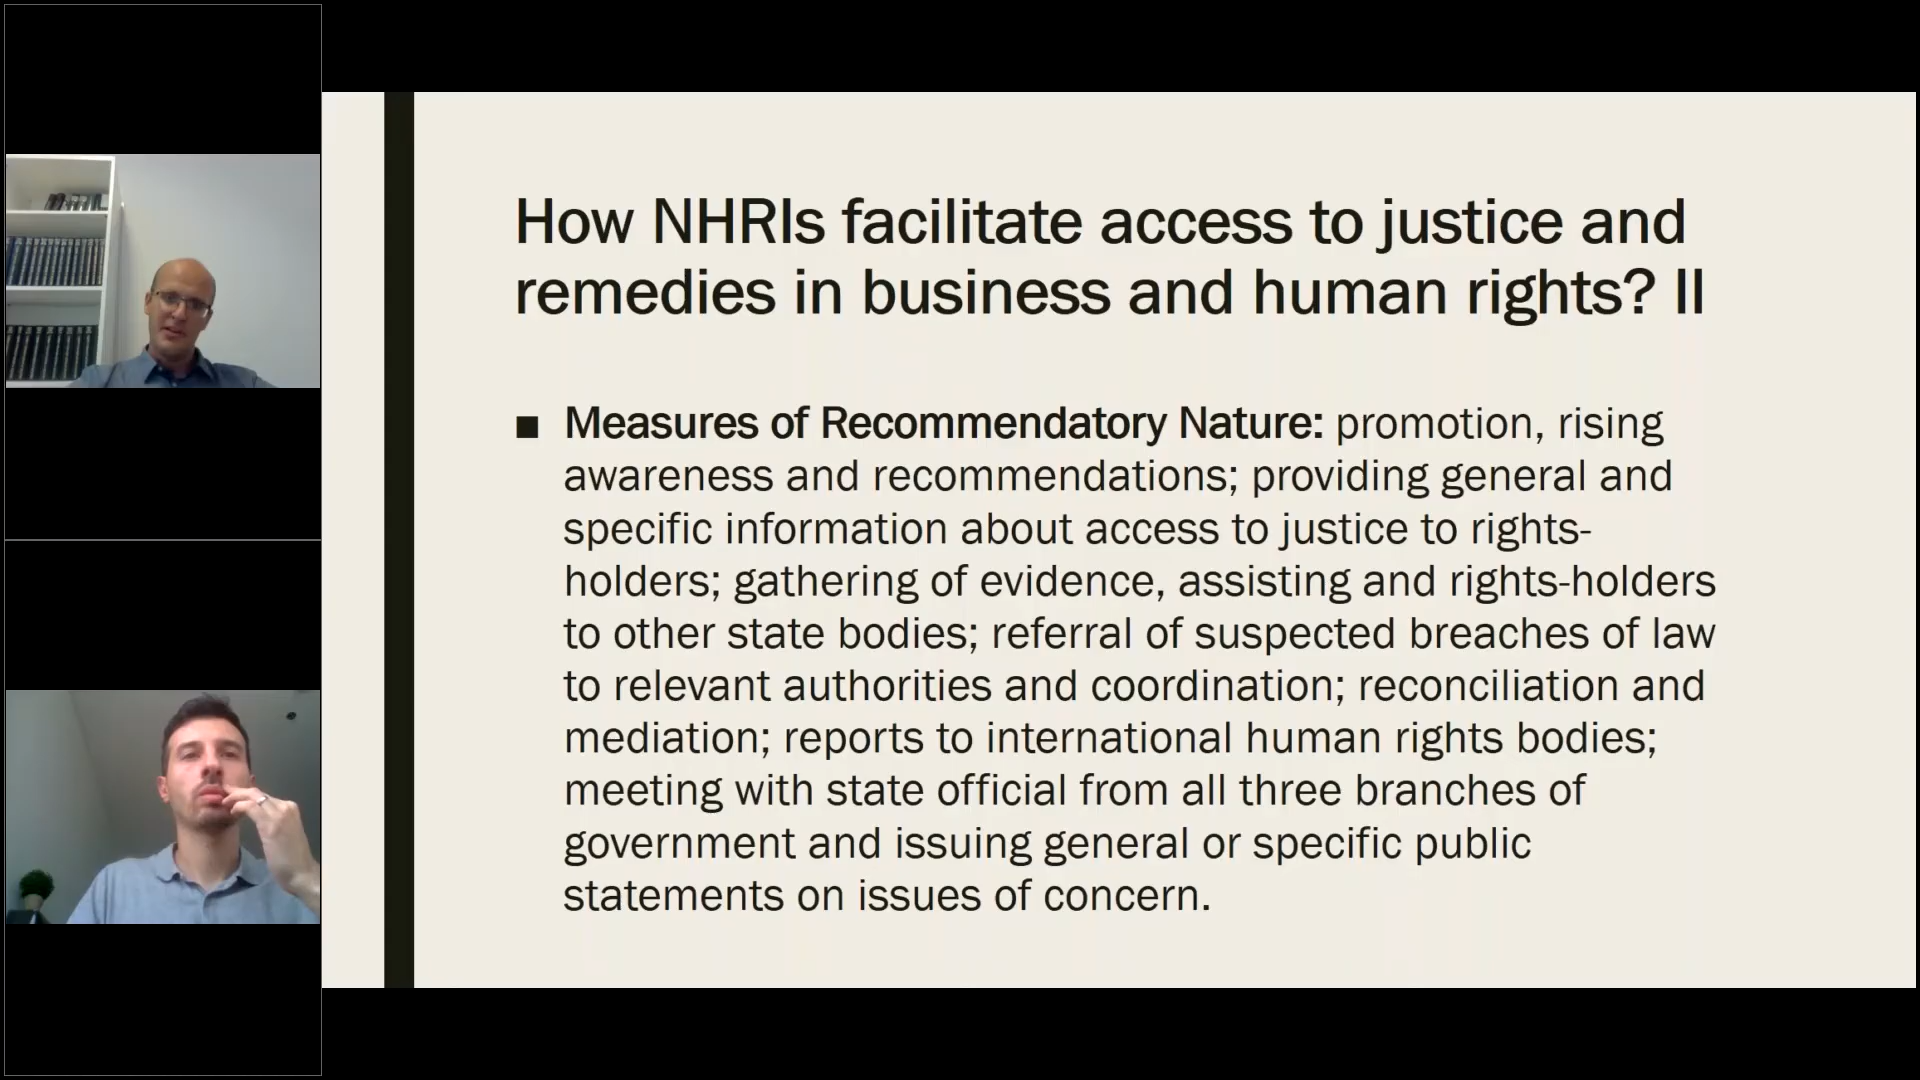 How NHRIs facilitate access to justice and
remedies in business and human rights? II
■ Measures of Recommendatory Nature: promotion, rising
awareness and recommendations; providing general and
specific information about access to justice to rights-
holders; gathering of evidence, assisting and rights-holders
to other state bodies; referral of suspected breaches of law
to relevant authorities and coordination; reconciliation and
mediation; reports to international human rights bodies;
meeting with state official from all three branches of
government and issuing general or specific public
statements on issues of concern.